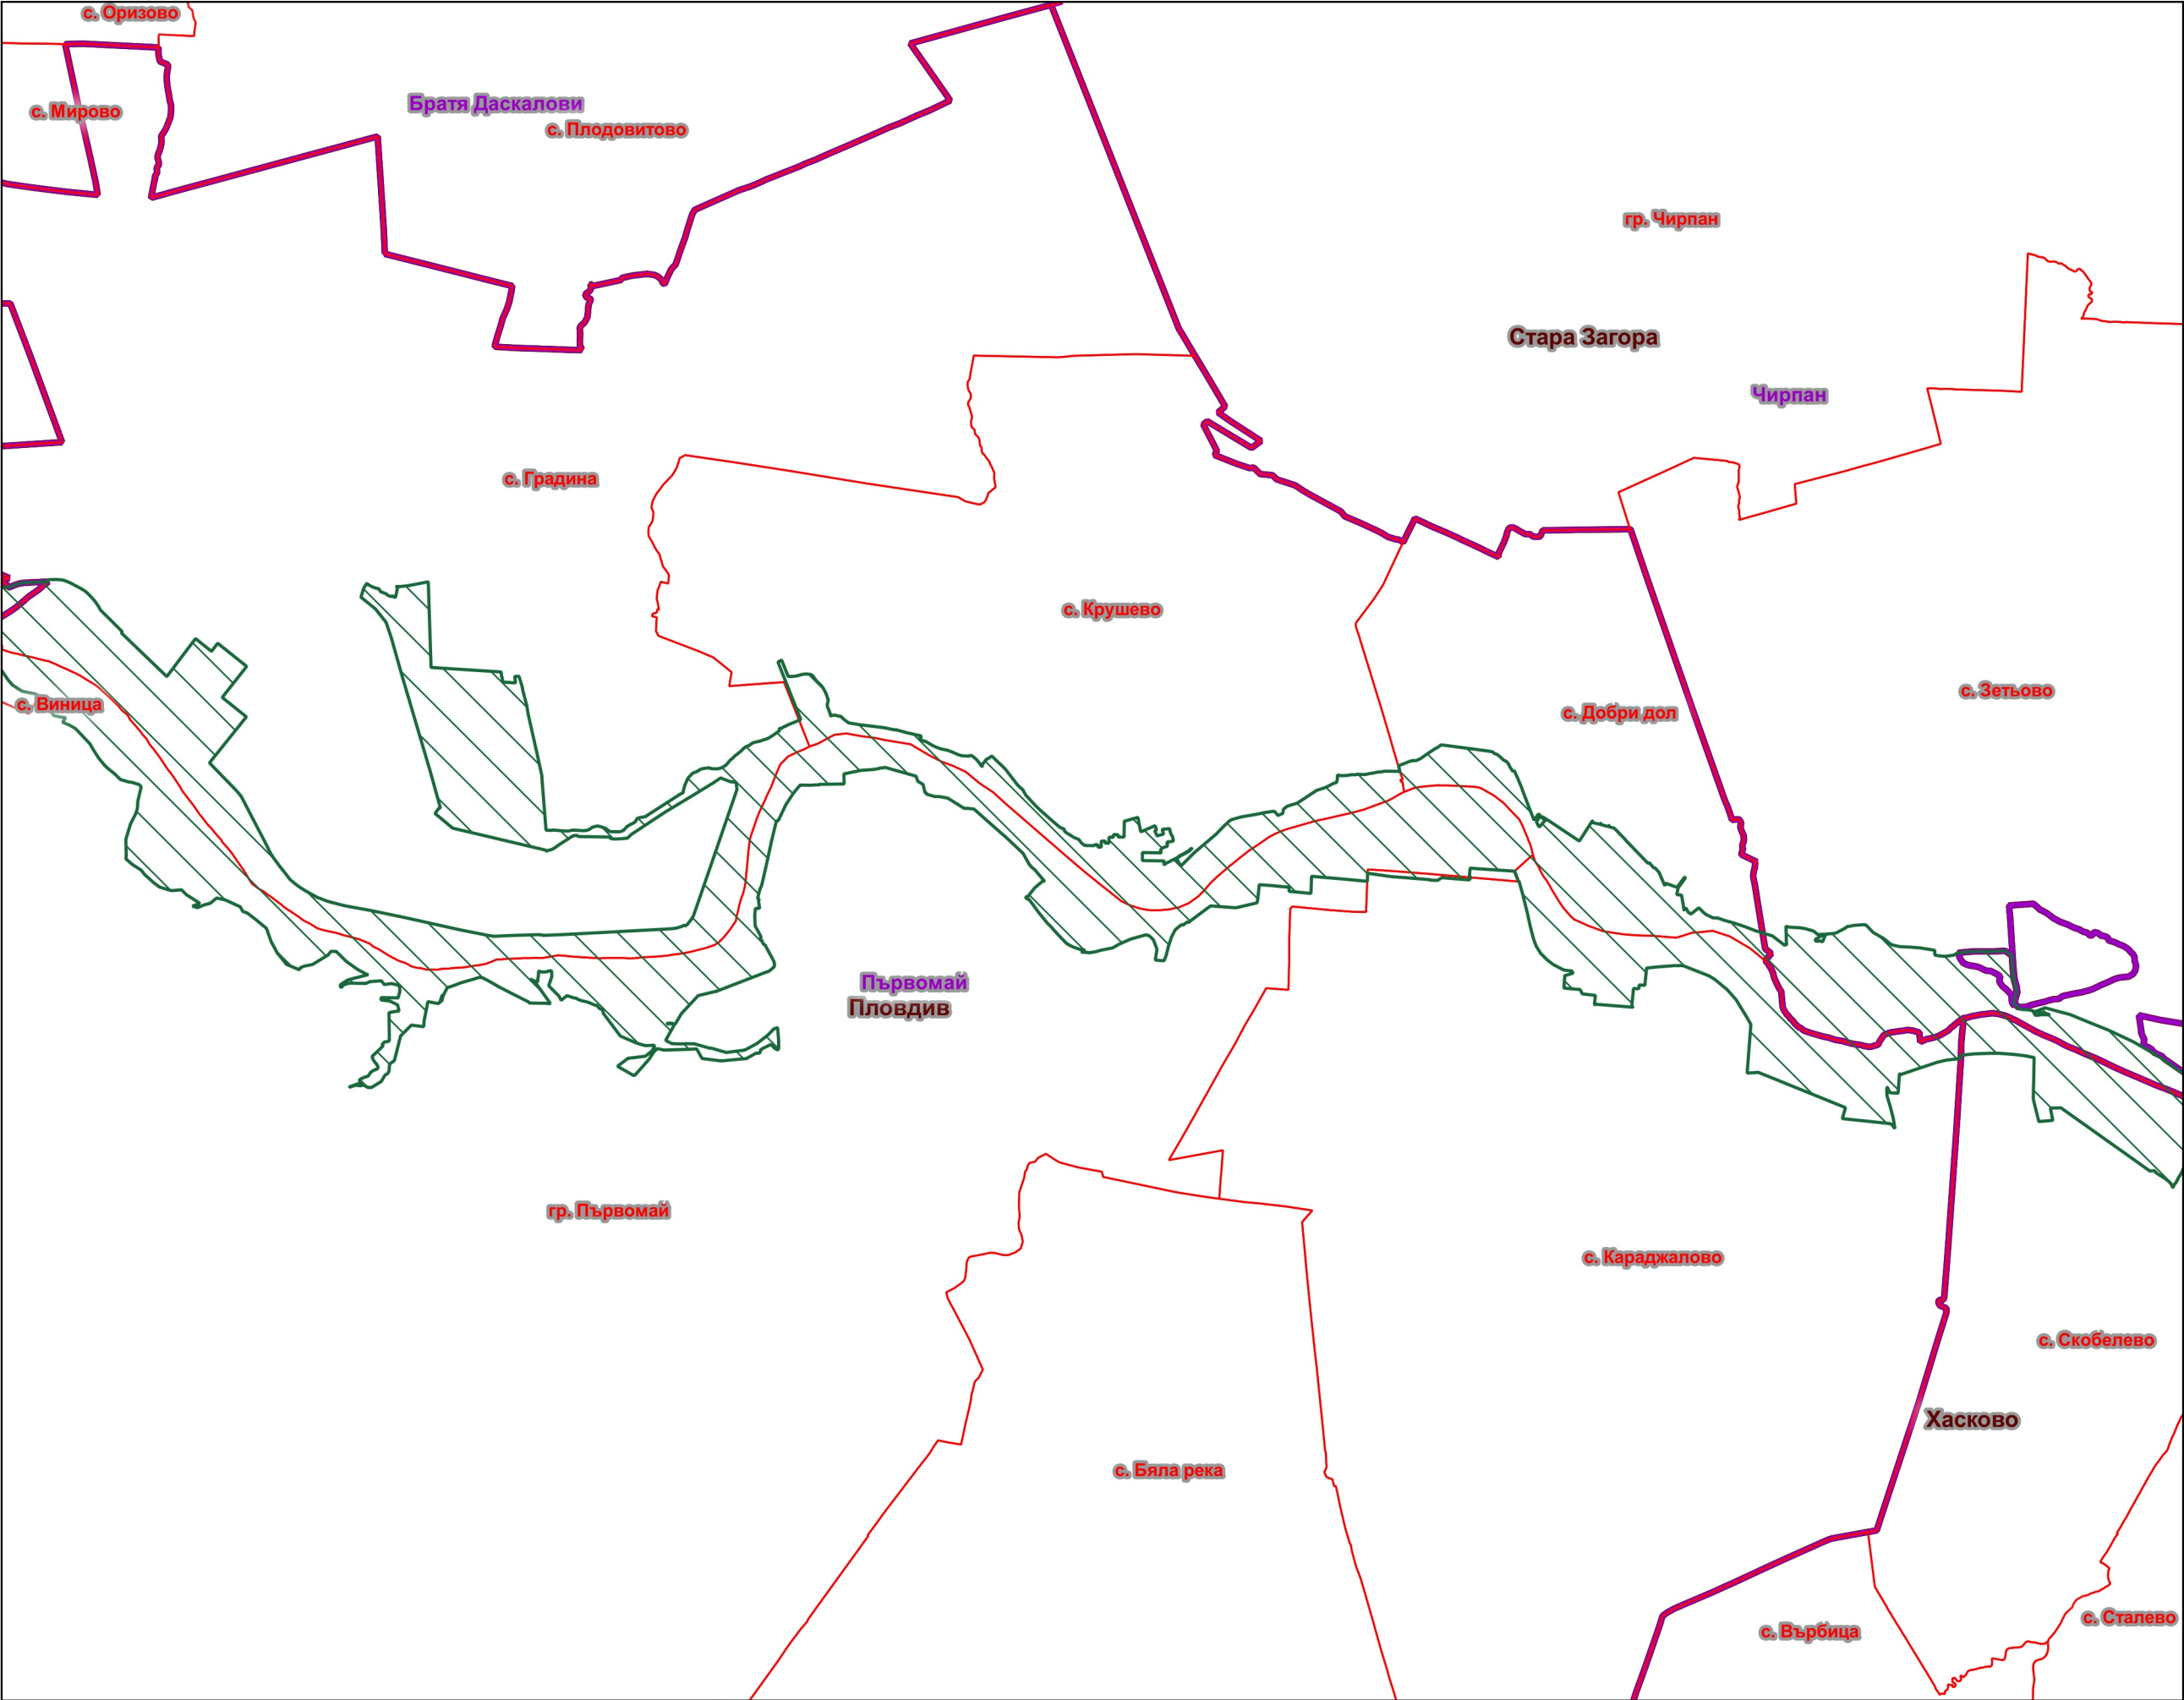 с. Оризово
с. Мирово
Братя Даскалови
с. Плодовитово
гр. Чирпан
Стара Загора
Чирпан
с. Градина
с. Крушево
с. Зетьово
с. Виница
с. Добри дол
Първомай
Пловдив
гр. Първомай
с. Караджалово
с. Скобелево
Хасково
с. Бяла река
с. Сталево
с. Върбица